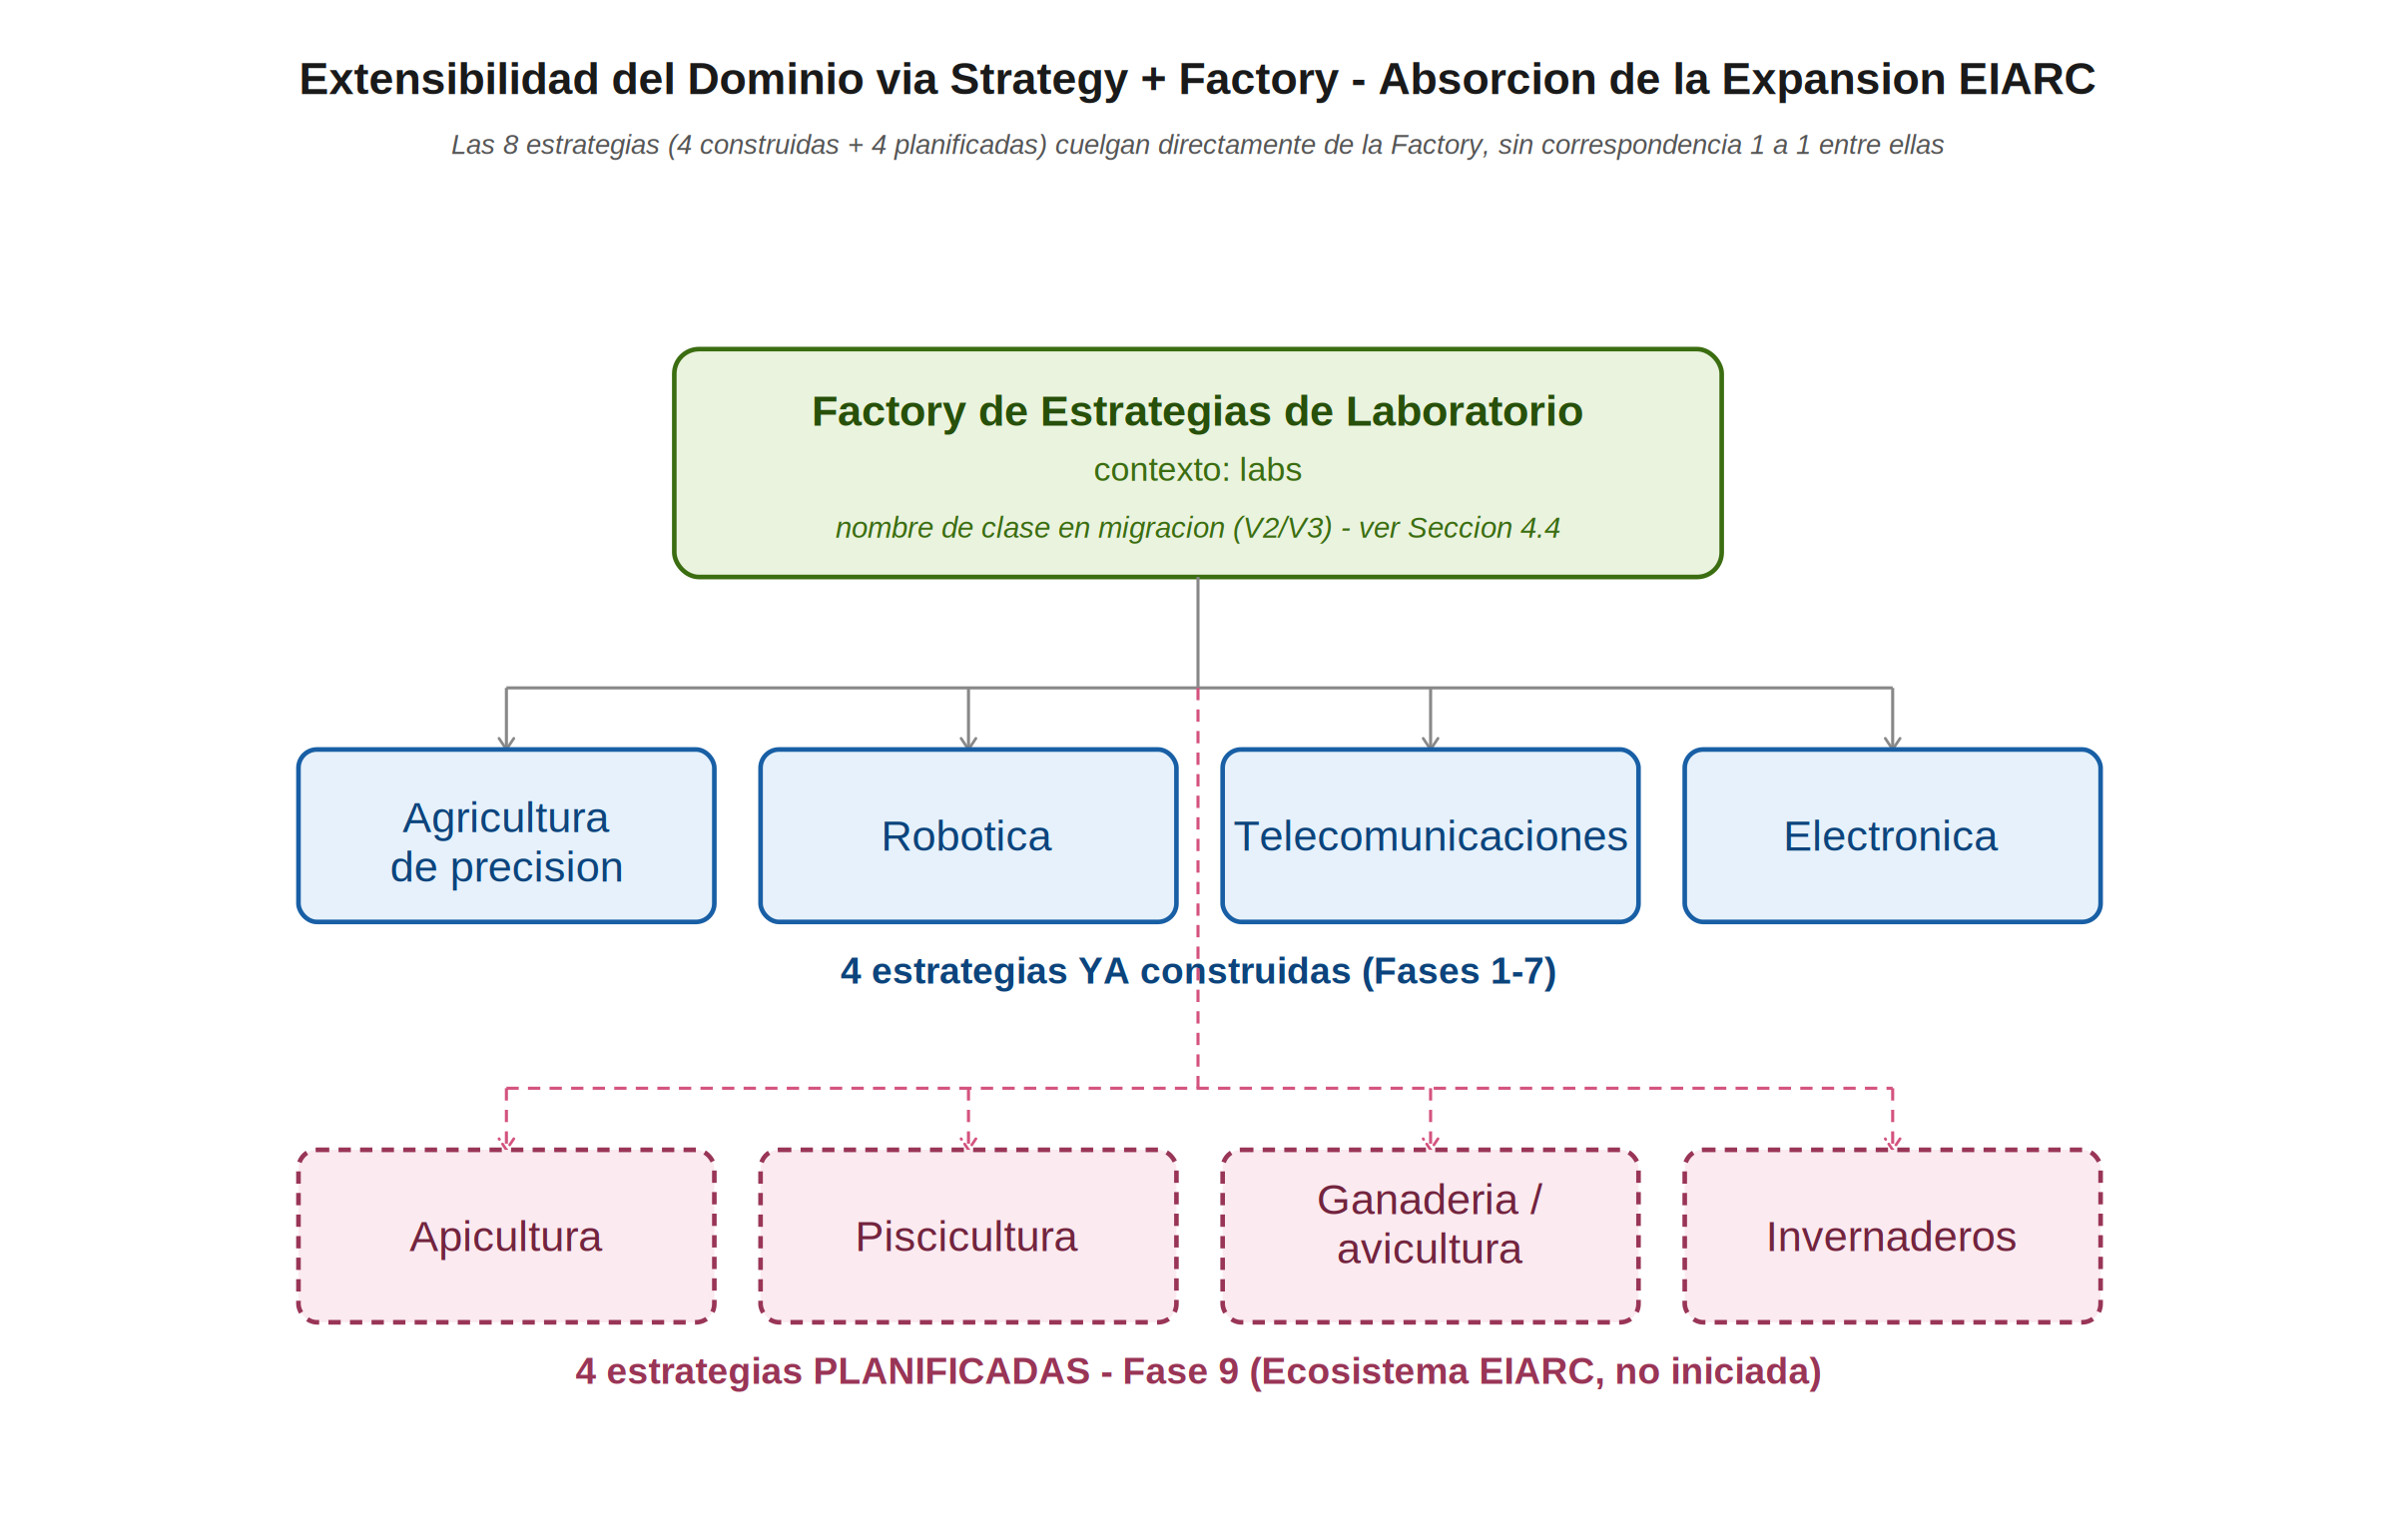 Extensibilidad del Dominio via Strategy + Factory - Absorcion de la Expansion EIARC
Las 8 estrategias (4 construidas + 4 planificadas) cuelgan directamente de la Factory, sin correspondencia 1 a 1 entre ellas
Factory de Estrategias de Laboratorio
contexto: labs
nombre de clase en migracion (V2/V3) - ver Seccion 4.4
Agricultura
de precision
Robotica
Telecomunicaciones
Electronica
4 estrategias YA construidas (Fases 1-7)
Apicultura
Piscicultura
Ganaderia /
avicultura
Invernaderos
4 estrategias PLANIFICADAS - Fase 9 (Ecosistema EIARC, no iniciada)